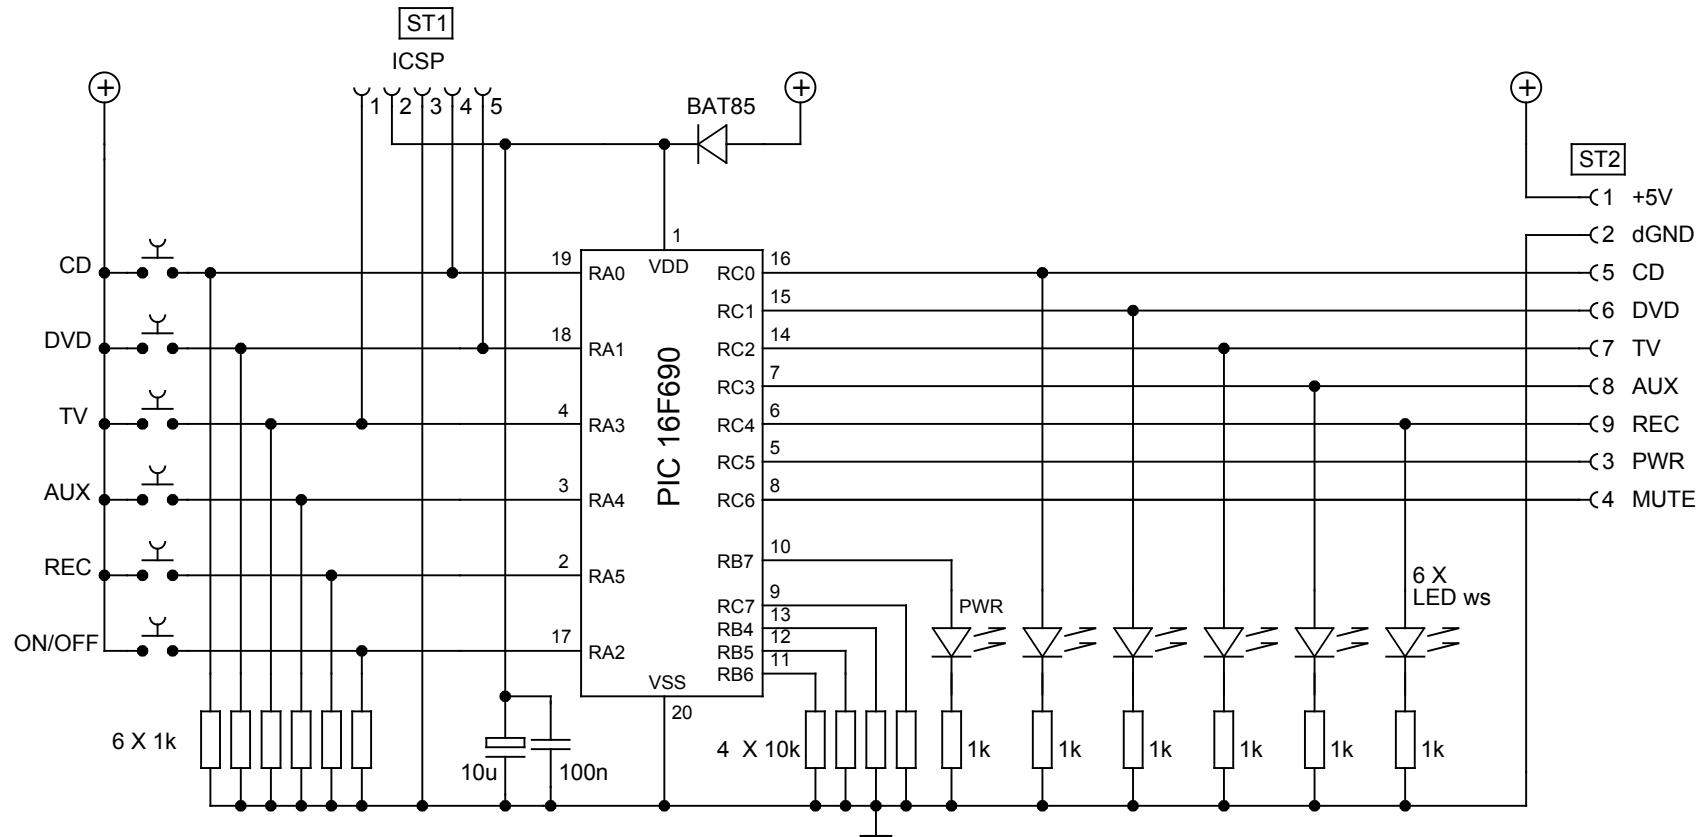 ST1
ICSP
1 2 3 4 5
BAT85
ST2
1 +5V
2 dGND
5 CD
6 DVD
7 TV
8 AUX
9 REC
3 PWR
4 MUTE
CD
DVD
TV
AUX
REC
ON/OFF
1
VDD
19 RA0
18 RA1
4 RA3
3 RA4
2 RA5
17 RA2
PIC 16F690
RC0 16
RC1 15
RC2 14
RC3 7
RC4 6
RC5 5
RC6 8
RB7 10
RC7 9
RB4 13
RB5 12
RB6 11
VSS
20
PWR
6 X
LED ws
6 X 1k
10u
100n
4 X 10k
1k
1k
1k
1k
1k
1k